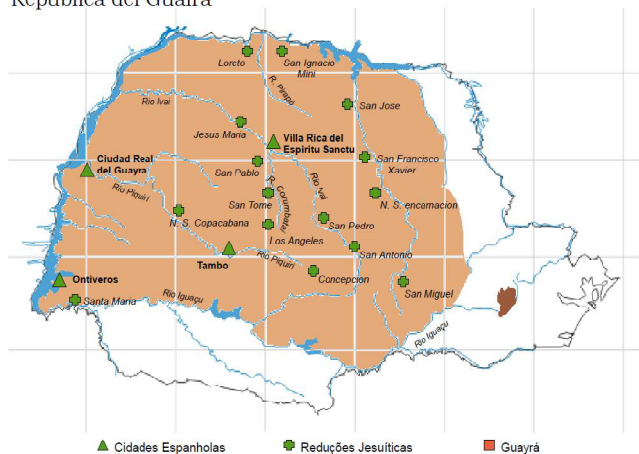 República del Guairá
Loreto
San Ignacio
Mini
R. Pirapó
Rio Ivai
San Jose
Jesus Maria
Villa Rica del
Espiritu Sanctu
Ciudad Real
del Guayra
San Pablo
San Francisco
Xavier
Rio Piquiri
R. Corumbatai
Rio Ivai
San Tome
N. S. encarnacion
N. S. Copacabana
San Pedro
Los Angeles
San Antonio
Tambo
Rio Piquiri
Concepcion
Ontiveros
San Miguel
Santa Maria
Rio Iguaçu
Rio Iguaçu
Cidades Espanholas
Reduções Jesuíticas
Guayrá